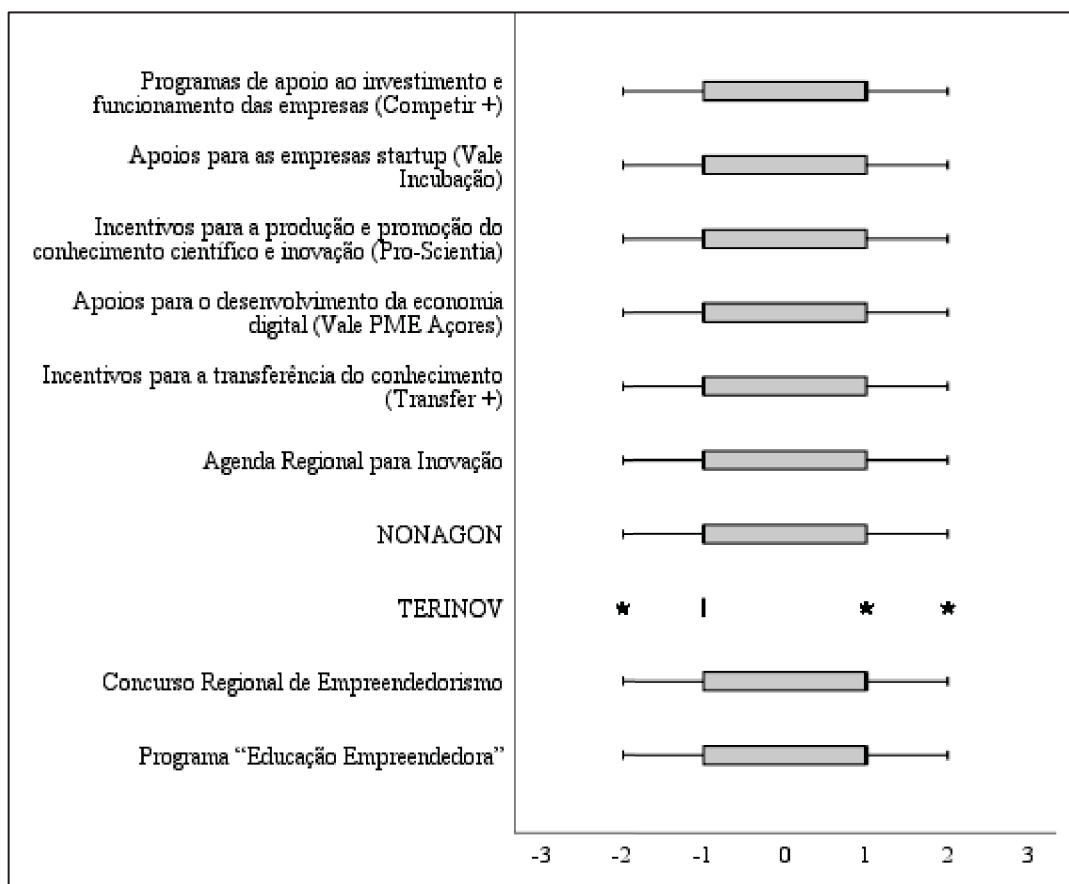 Programas de apoio ao investimento e
funcionamento das empresas (Competir +)
Apoios para as empresas startup (Vale
Incubação)
Incentivos para a produção e promoção do
conhecimento científico e inovação (Pro-Scientia)
Apoios para o desenvolvimento da economia
digital (Vale PME Açores)
Incentivos para a transferência do conhecimento
(Transfer +)
Agenda Regional para Inovação
NONAGON
TERINOV
Concurso Regional de Empreendedorismo
Programa “Educação Empreendedora”
-3 -2 -1 0 1 2 3